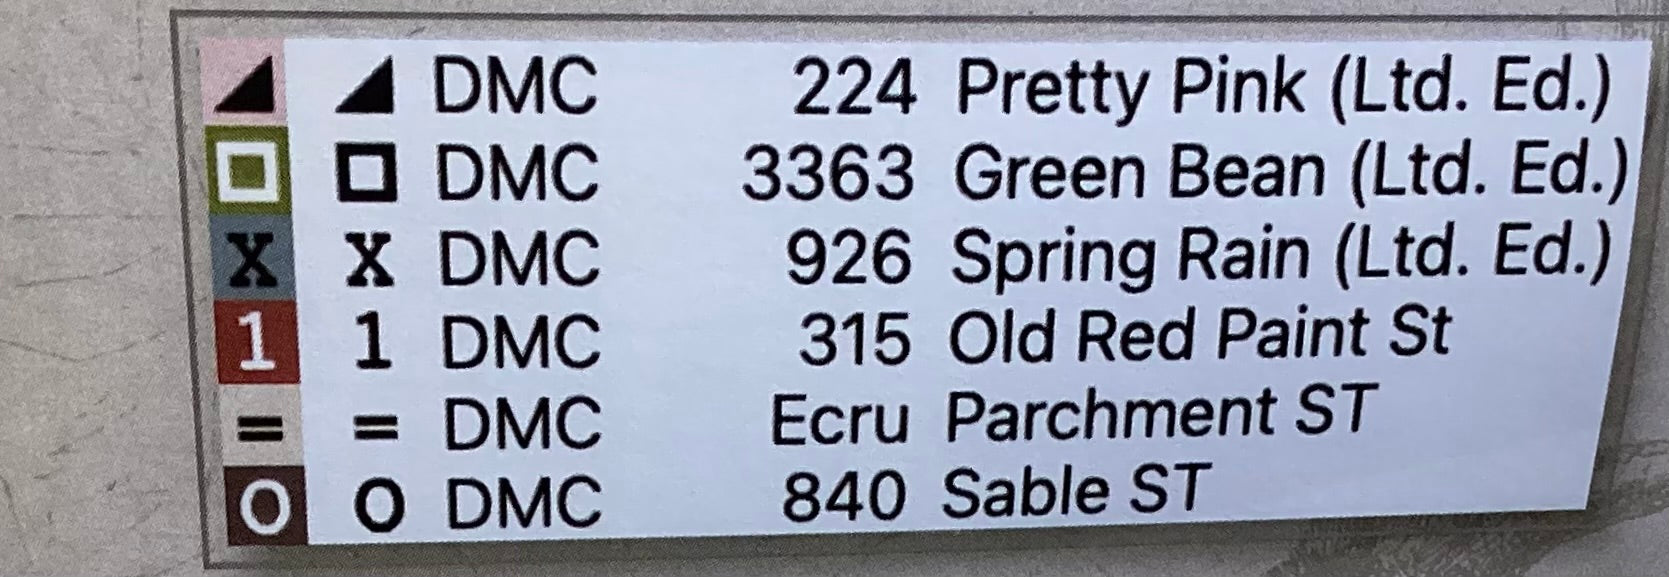 ◢ ◢ DMC 224 Pretty Pink (Ltd. Ed.)
□ □ DMC 3363 Green Bean (Ltd. Ed.)
X X DMC 926 Spring Rain (Ltd. Ed.)
1 1 DMC 315 Old Red Paint St
= = DMC Ecru Parchment ST
O O DMC 840 Sable ST